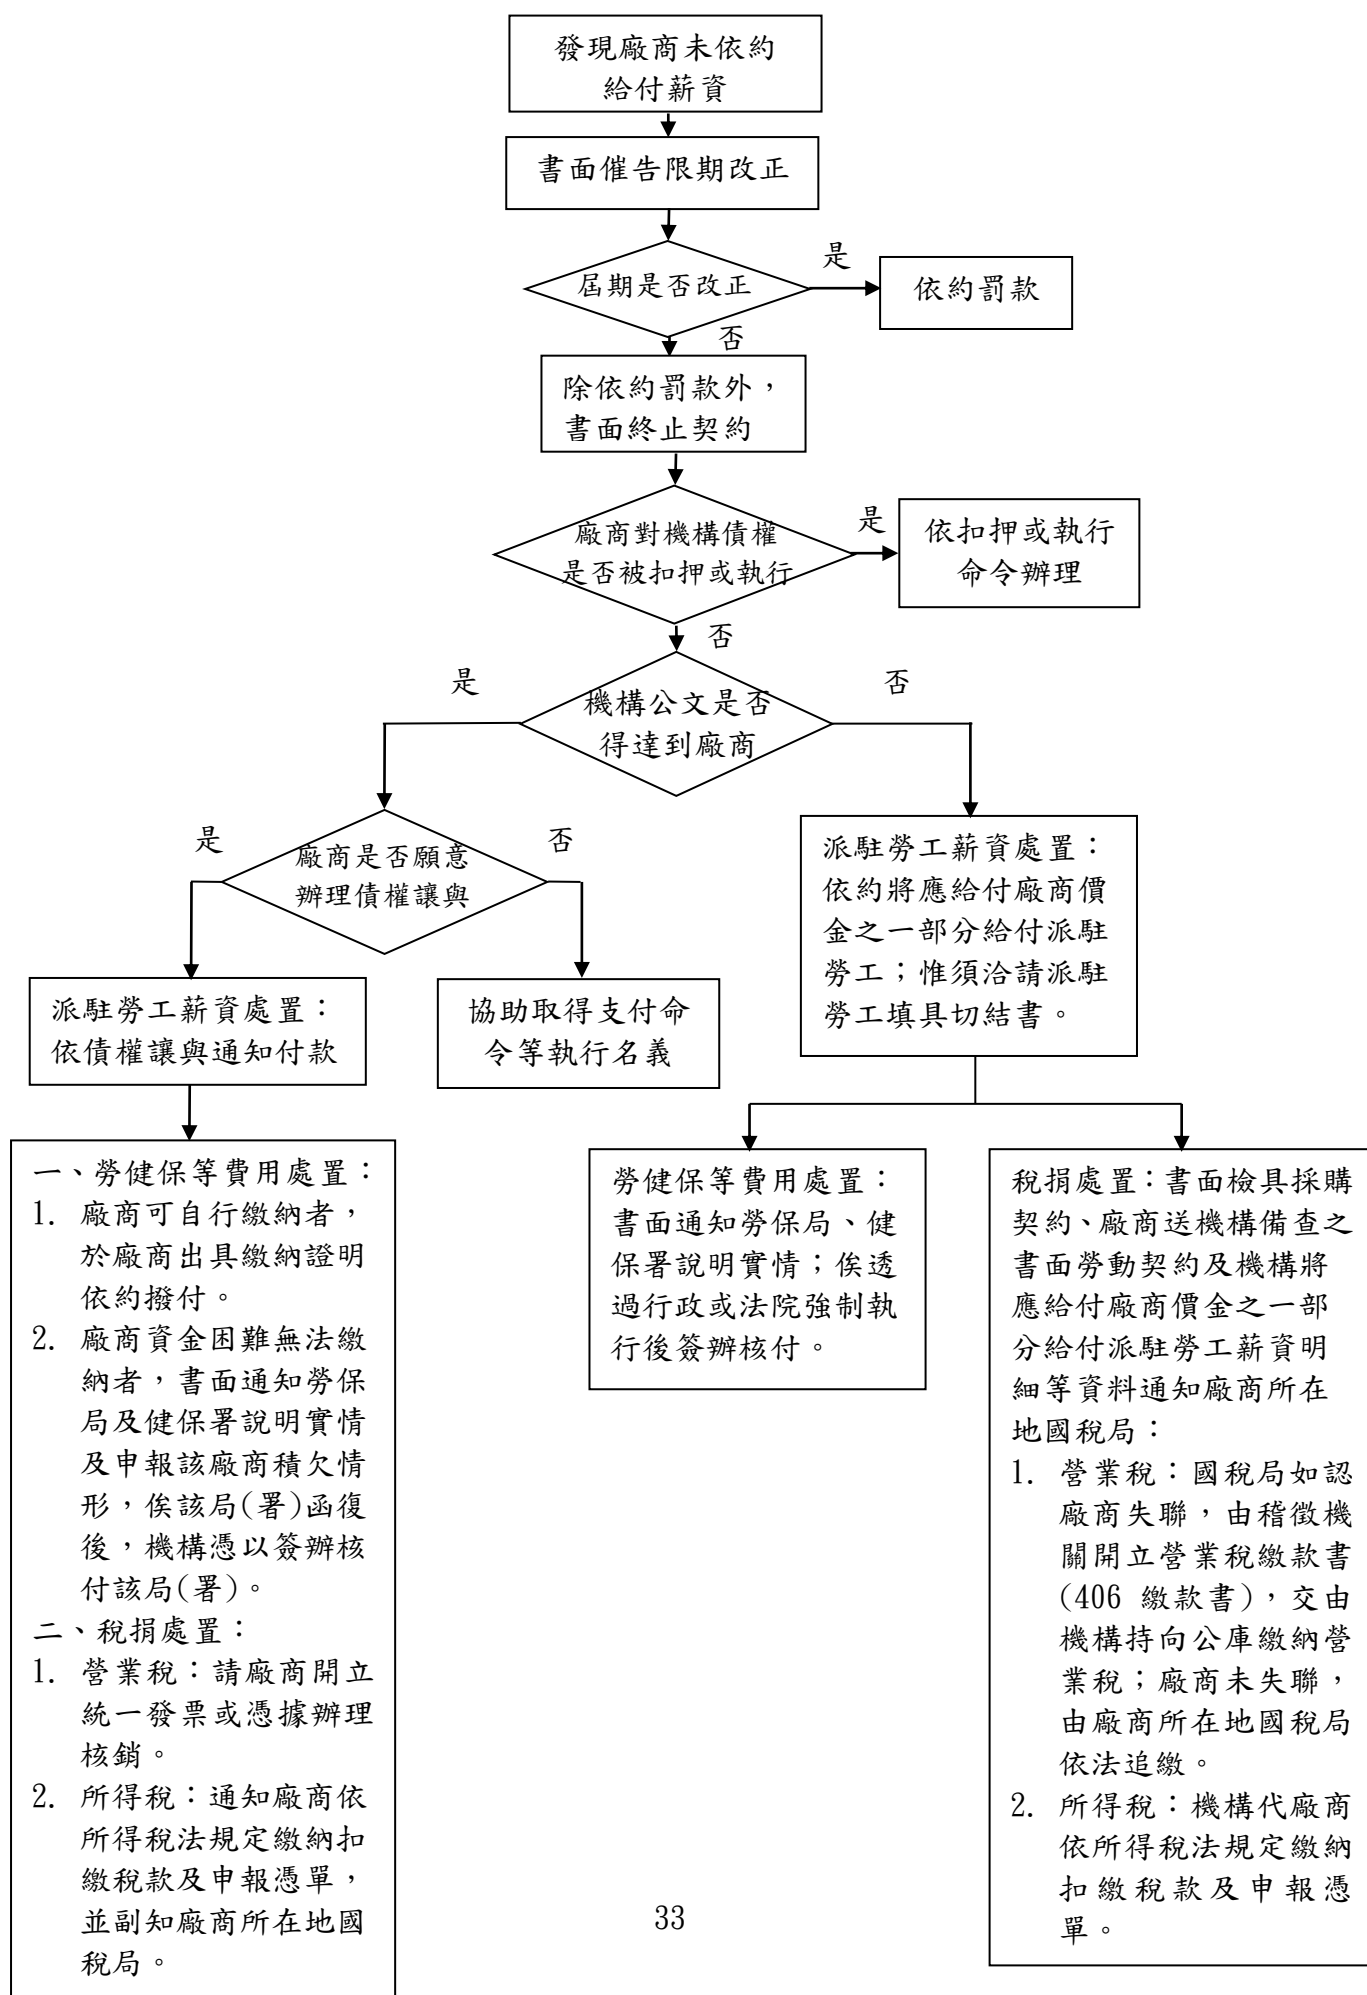 發現廠商未依約
給付薪資
書面催告限期改正
屆期是否改正
是
依約罰款
否
除依約罰款外，
書面終止契約
廠商對機構債權
是否被扣押或執行
是
依扣押或執行
命令辦理
否
機構公文是否
得達到廠商
是
否
廠商是否願意
辦理債權讓與
是
否
派駐勞工薪資處置：
依約將應給付廠商價
金之一部分給付派駐
勞工；惟須洽請派駐
勞工填具切結書。
派駐勞工薪資處置：
依債權讓與通知付款
協助取得支付命
令等執行名義
一、勞健保等費用處置：
1. 廠商可自行繳納者，
於廠商出具繳納證明
依約撥付。
2. 廠商資金困難無法繳
納者，書面通知勞保
局及健保署說明實情
及申報該廠商積欠情
形，俟該局(署)函復
後，機構憑以簽辦核
付該局(署)。
二、稅捐處置：
1. 營業稅：請廠商開立
統一發票或憑據辦理
核銷。
2. 所得稅：通知廠商依
所得稅法規定繳納扣
繳稅款及申報憑單，
並副知廠商所在地國
稅局。
勞健保等費用處置：
書面通知勞保局、健
保署說明實情；俟透
過行政或法院強制執
行後簽辦核付。
稅捐處置：書面檢具採購
契約、廠商送機構備查之
書面勞動契約及機構將
應給付廠商價金之一部
分給付派駐勞工薪資明
細等資料通知廠商所在
地國稅局：
1. 營業稅：國稅局如認
廠商失聯，由稽徵機
關開立營業稅繳款書
(406 繳款書)，交由
機構持向公庫繳納營
業稅；廠商未失聯，
由廠商所在地國稅局
依法追繳。
2. 所得稅：機構代廠商
依所得稅法規定繳納
扣繳稅款及申報憑
單。
33